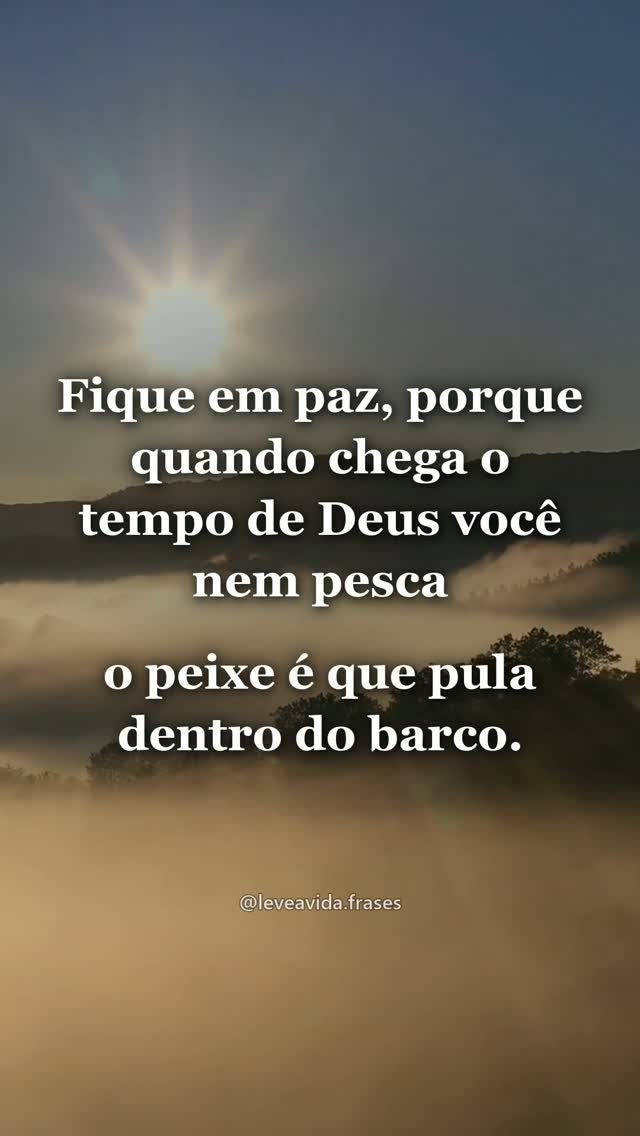 Fique em paz, porque
quando chega o
tempo de Deus você
nem pesca
o peixe é que pula
dentro do barco.
@leveavida.frases